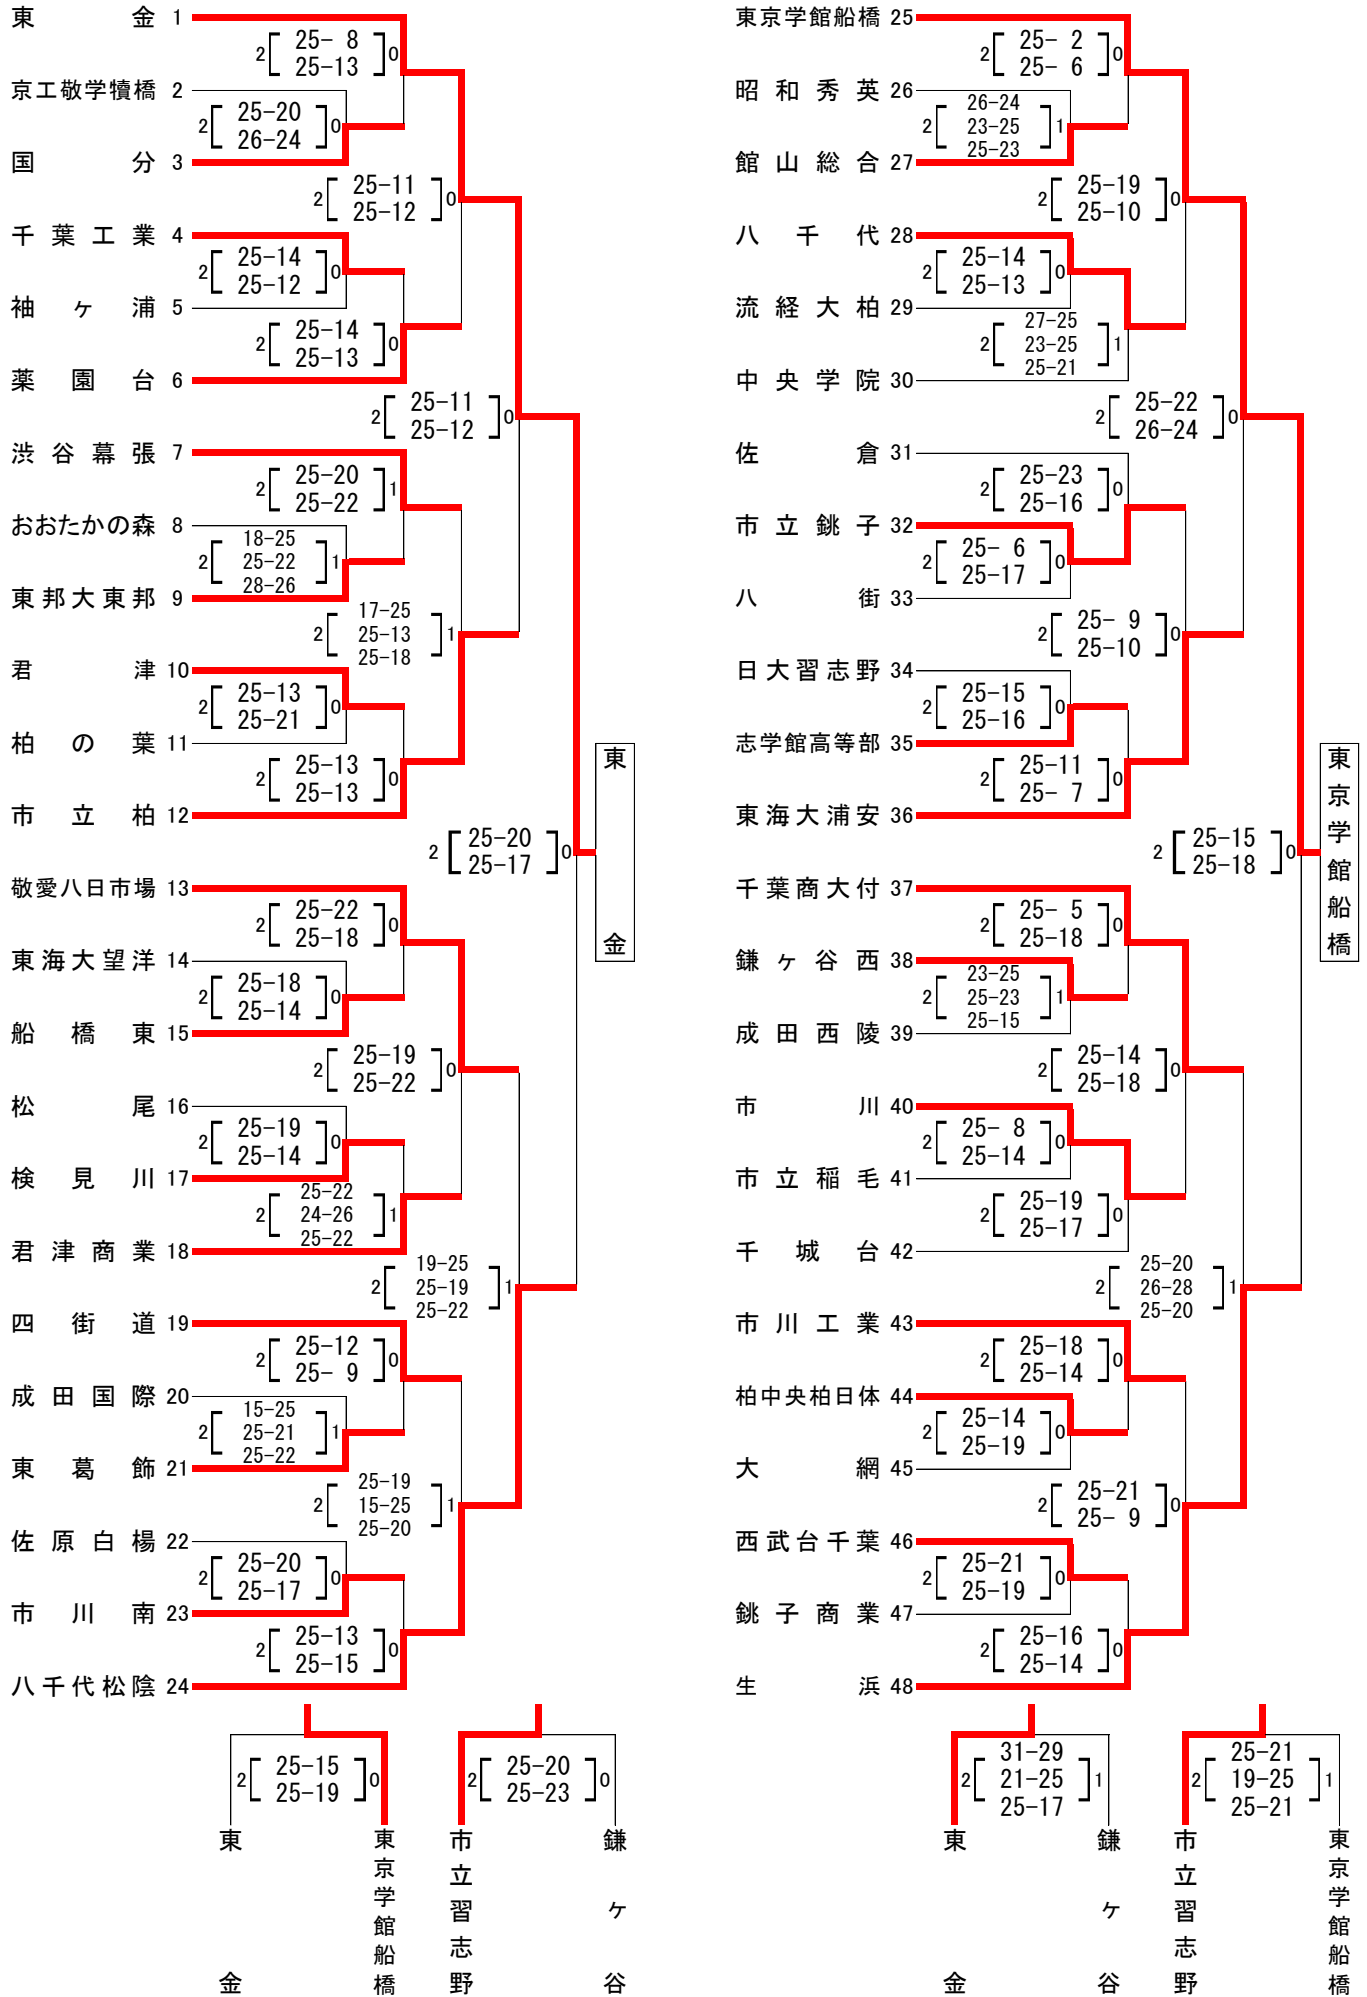 東金 1
2 25- 8 0
25-13
京工敬学犢橋 2
2 25-20 0
26-24
国分 3
2 25-11 0
25-12
千葉工業 4
2 25-14 0
25-12
袖ヶ浦 5
2 25-14 0
25-13
薬園台 6
2 25-11 0
25-12
渋谷幕張 7
2 25-20 1
25-22
おおたかの森 8
18-25
2 25-22 1
28-26
東邦大東邦 9
17-25
2 25-13 1
25-18
君津 10
2 25-13 0
25-21
柏の葉 11
2 25-13 0
25-13
市立柏 12
2 25-20 0
25-17
東金
敬愛八日市場 13
2 25-22 0
25-18
東海大望洋 14
2 25-18 0
25-14
船橋東 15
2 25-19 0
25-22
松尾 16
2 25-19 0
25-14
検見川 17
25-22
2 24-26 1
25-22
君津商業 18
19-25
2 25-19 1
25-22
四街道 19
2 25-12 0
25- 9
成田国際 20
15-25
2 25-21 1
25-22
東葛飾 21
25-19
2 15-25 1
25-20
佐原白楊 22
2 25-20 0
25-17
市川南 23
2 25-13 0
25-15
八千代松陰 24
東京学館船橋 25
2 25- 2 0
25- 6
昭和秀英 26
26-24
2 23-25 1
25-23
館山総合 27
2 25-19 0
25-10
八千代 28
2 25-14 0
25-13
流経大柏 29
27-25
2 23-25 1
25-21
中央学院 30
2 25-22 0
26-24
佐倉 31
2 25-23 0
25-16
市立銚子 32
2 25- 6 0
25-17
八街 33
2 25- 9 0
25-10
日大習志野 34
2 25-15 0
25-16
志学館高等部 35
2 25-11 0
25- 7
東海大浦安 36
2 25-15 0
25-18
東京学館船橋
千葉商大付 37
2 25- 5 0
25-18
鎌ヶ谷西 38
23-25
2 25-23 1
25-15
成田西陵 39
2 25-14 0
25-18
市川 40
2 25- 8 0
25-14
市立稲毛 41
2 25-19 0
25-17
千城台 42
25-20
2 26-28 1
25-20
市川工業 43
2 25-18 0
25-14
柏中央柏日体 44
2 25-14 0
25-19
大網 45
2 25-21 0
25- 9
西武台千葉 46
2 25-21 0
25-19
銚子商業 47
2 25-16 0
25-14
生浜 48
2 25-15 0
25-19
東金
東京学館船橋
2 25-20 0
25-23
市立習志野
鎌ヶ谷
31-29
2 21-25 1
25-17
東金
鎌ヶ谷
25-21
2 19-25 1
25-21
市立習志野
東京学館船橋